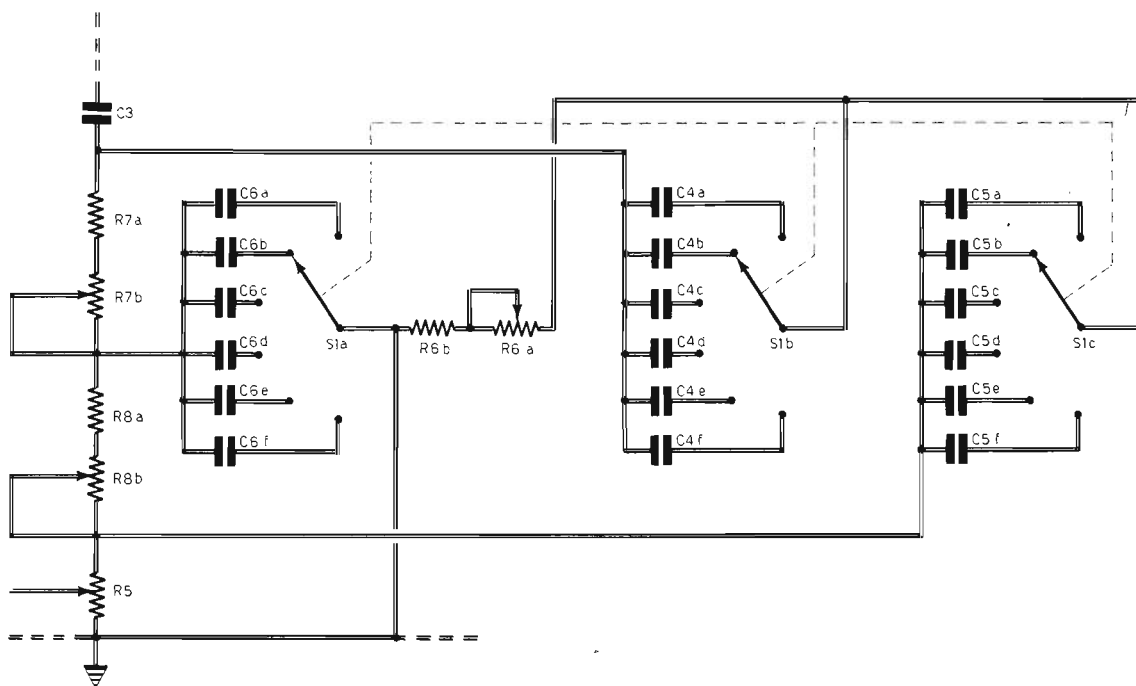 C3
C6a C4a C5a
R7a
C6b C4b C5b
R7b
C6c C4c C5c
C6d C4d C5d
S1a R6b R6a S1b S1c
C6e C4e C5e
R8a
C6f C4f C5f
R8b
R5